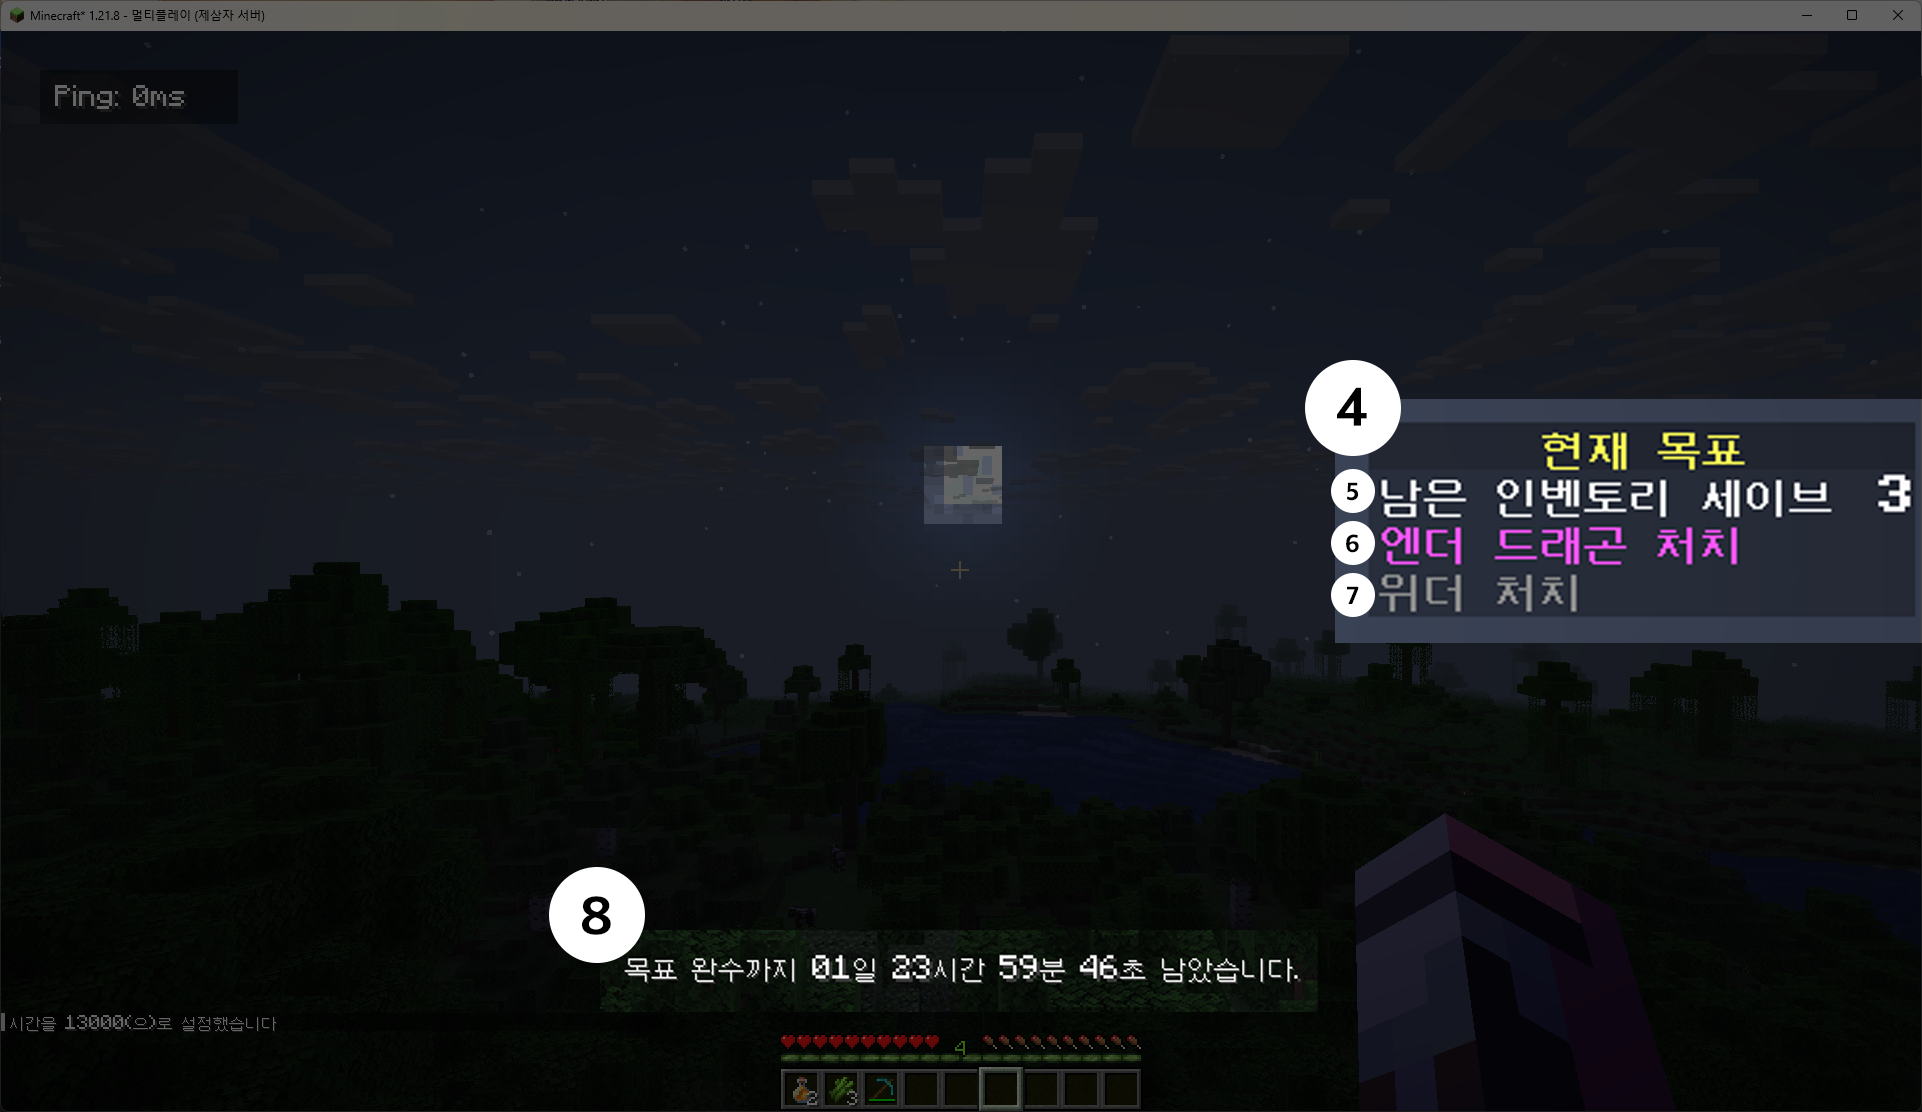 Minecraft* 1.21.8 - 멀티플레이 (제삼자 서버)
Ping: 0ms
4
현재 목표
5 남은 인벤토리 세이브 3
6 엔더 드래곤 처치
7 위더 처치
8
목표 완수까지 01일 23시간 59분 46초 남았습니다.
시간을 13000(으)로 설정했습니다
4
2 3